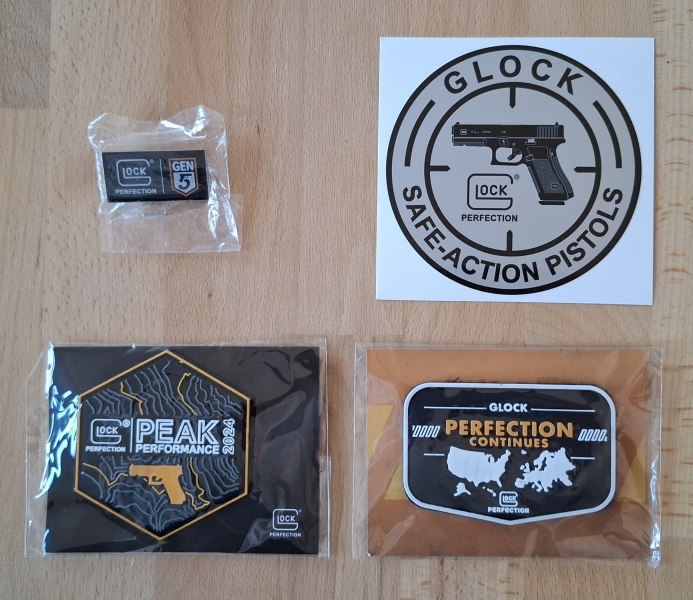 GLOCK
GLOCK®
PERFECTION
SAFE-ACTION PISTOLS
GLOCK®
PERFECTION
GEN
5
GLOCK®
PERFECTION
PEAK
PERFORMANCE
2024
GLOCK
PERFECTION
GLOCK
PERFECTION
CONTINUES
GLOCK
PERFECTION